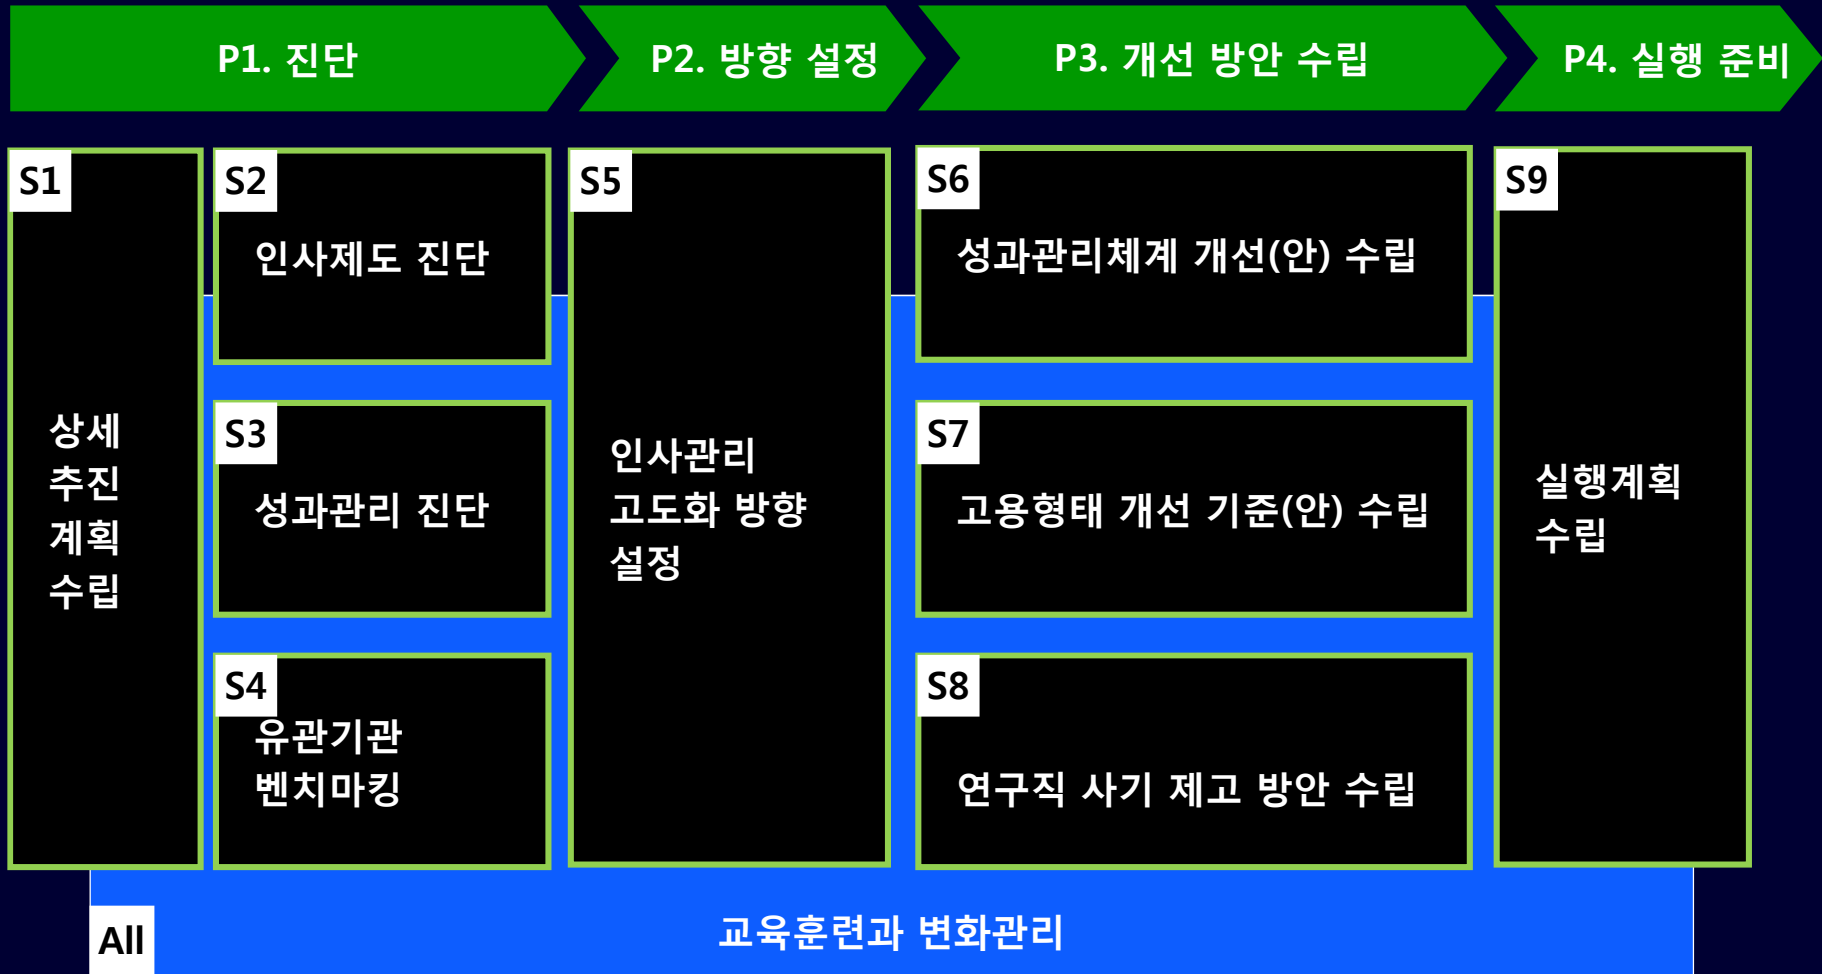 P1. 진단
P2. 방향 설정
P3. 개선 방안 수립
P4. 실행 준비
S1
상세
추진
계획
수립
S2
인사제도 진단
S3
성과관리 진단
S4
유관기관
벤치마킹
S5
인사관리
고도화 방향
설정
S6
성과관리체계 개선(안) 수립
S7
고용형태 개선 기준(안) 수립
S8
연구직 사기 제고 방안 수립
S9
실행계획
수립
All
교육훈련과 변화관리